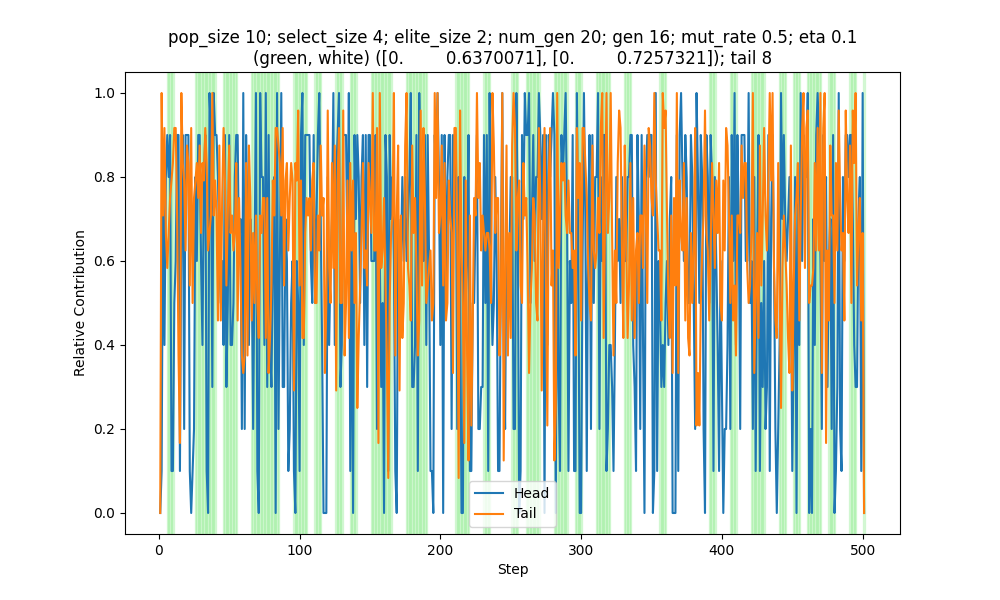 pop_size 10; select_size 4; elite_size 2; num_gen 20; gen 16; mut_rate 0.5; eta 0.1
(green, white) ([0.         0.6370071], [0.         0.7257321]); tail 8
1.0
0.8
0.6
0.4
0.2
0.0
Relative Contribution
Head
Tail
0 100 200 300 400 500
Step